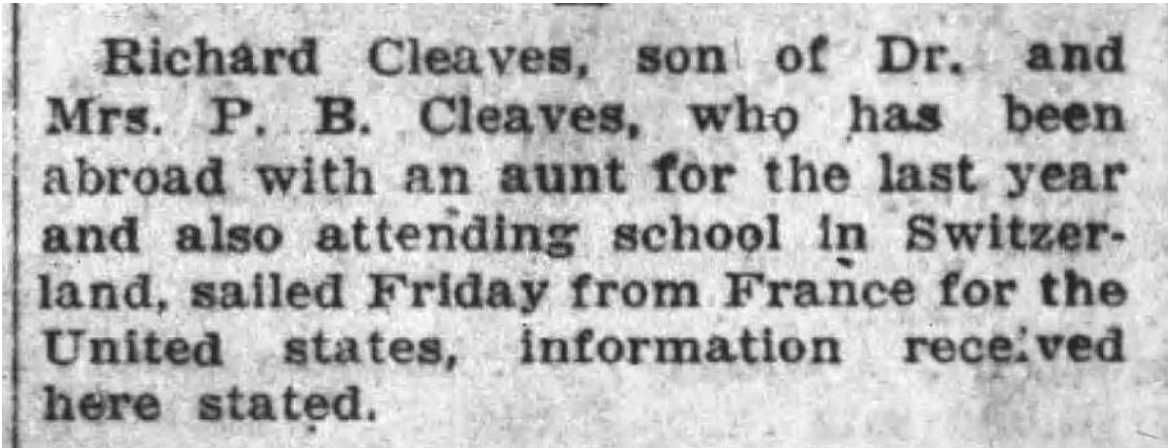 Richard Cleaves, son of Dr. and
Mrs. P. B. Cleaves, who has been
abroad with an aunt for the last year
and also attending school in Switzer-
land, sailed Friday from France for the
United states, information received
here stated.